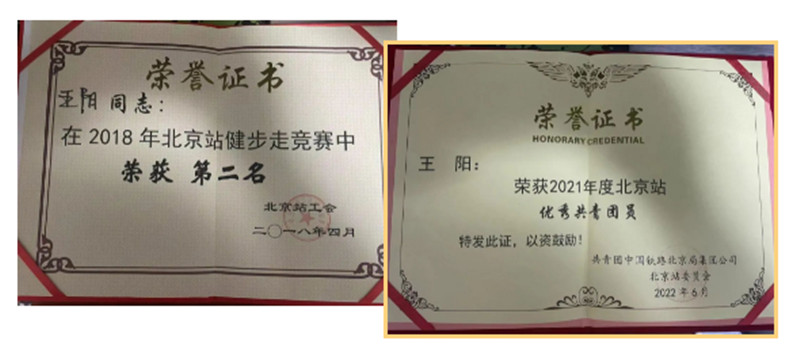 荣誉证书
王阳 同志：
在 2018 年北京站健步走竞赛中
荣获 第二名
北京站工会
二〇一八年四月
荣誉证书
HONORARY CREDENTIAL
王 阳：
荣获2021年度北京站
优秀共青团员
特发此证，以资鼓励！
共青团中国铁路北京局集团公司
北京站委员会
2022 年 6 月